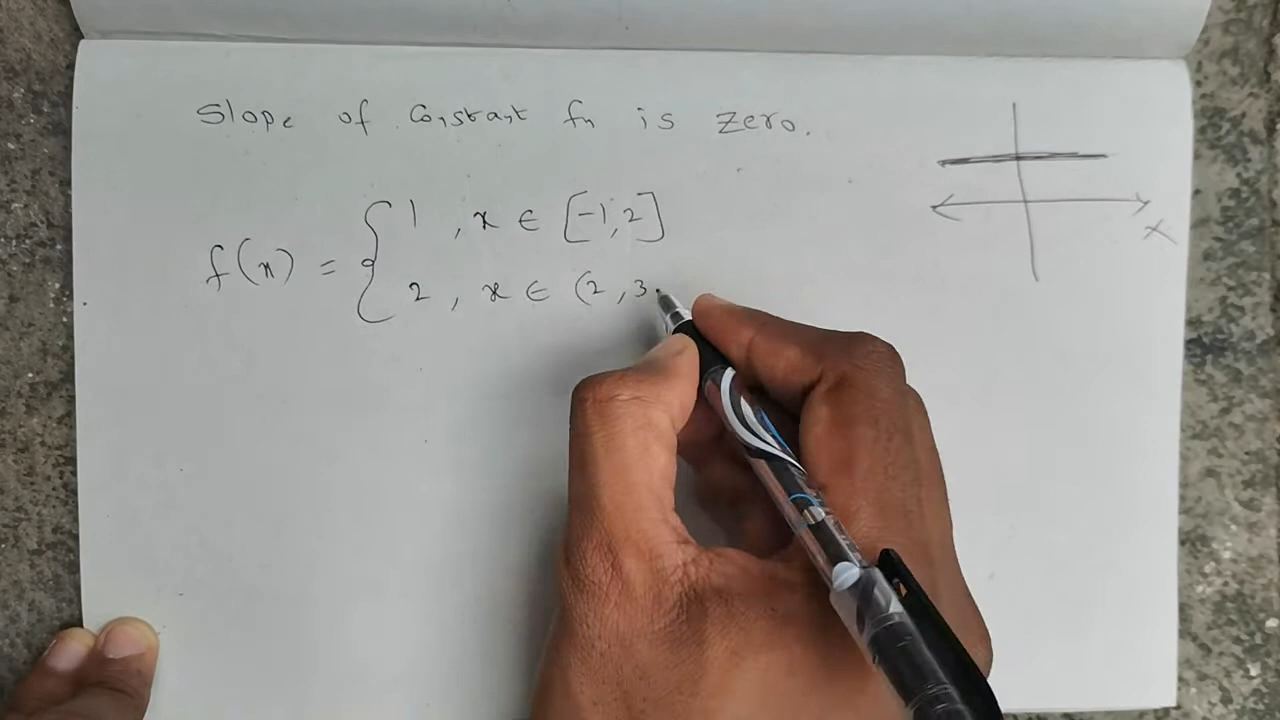 Slope of Constant fn is zero.
X
f(x) = { 1 , x ∈ [-1,2]
2 , x ∈ (2 , 3